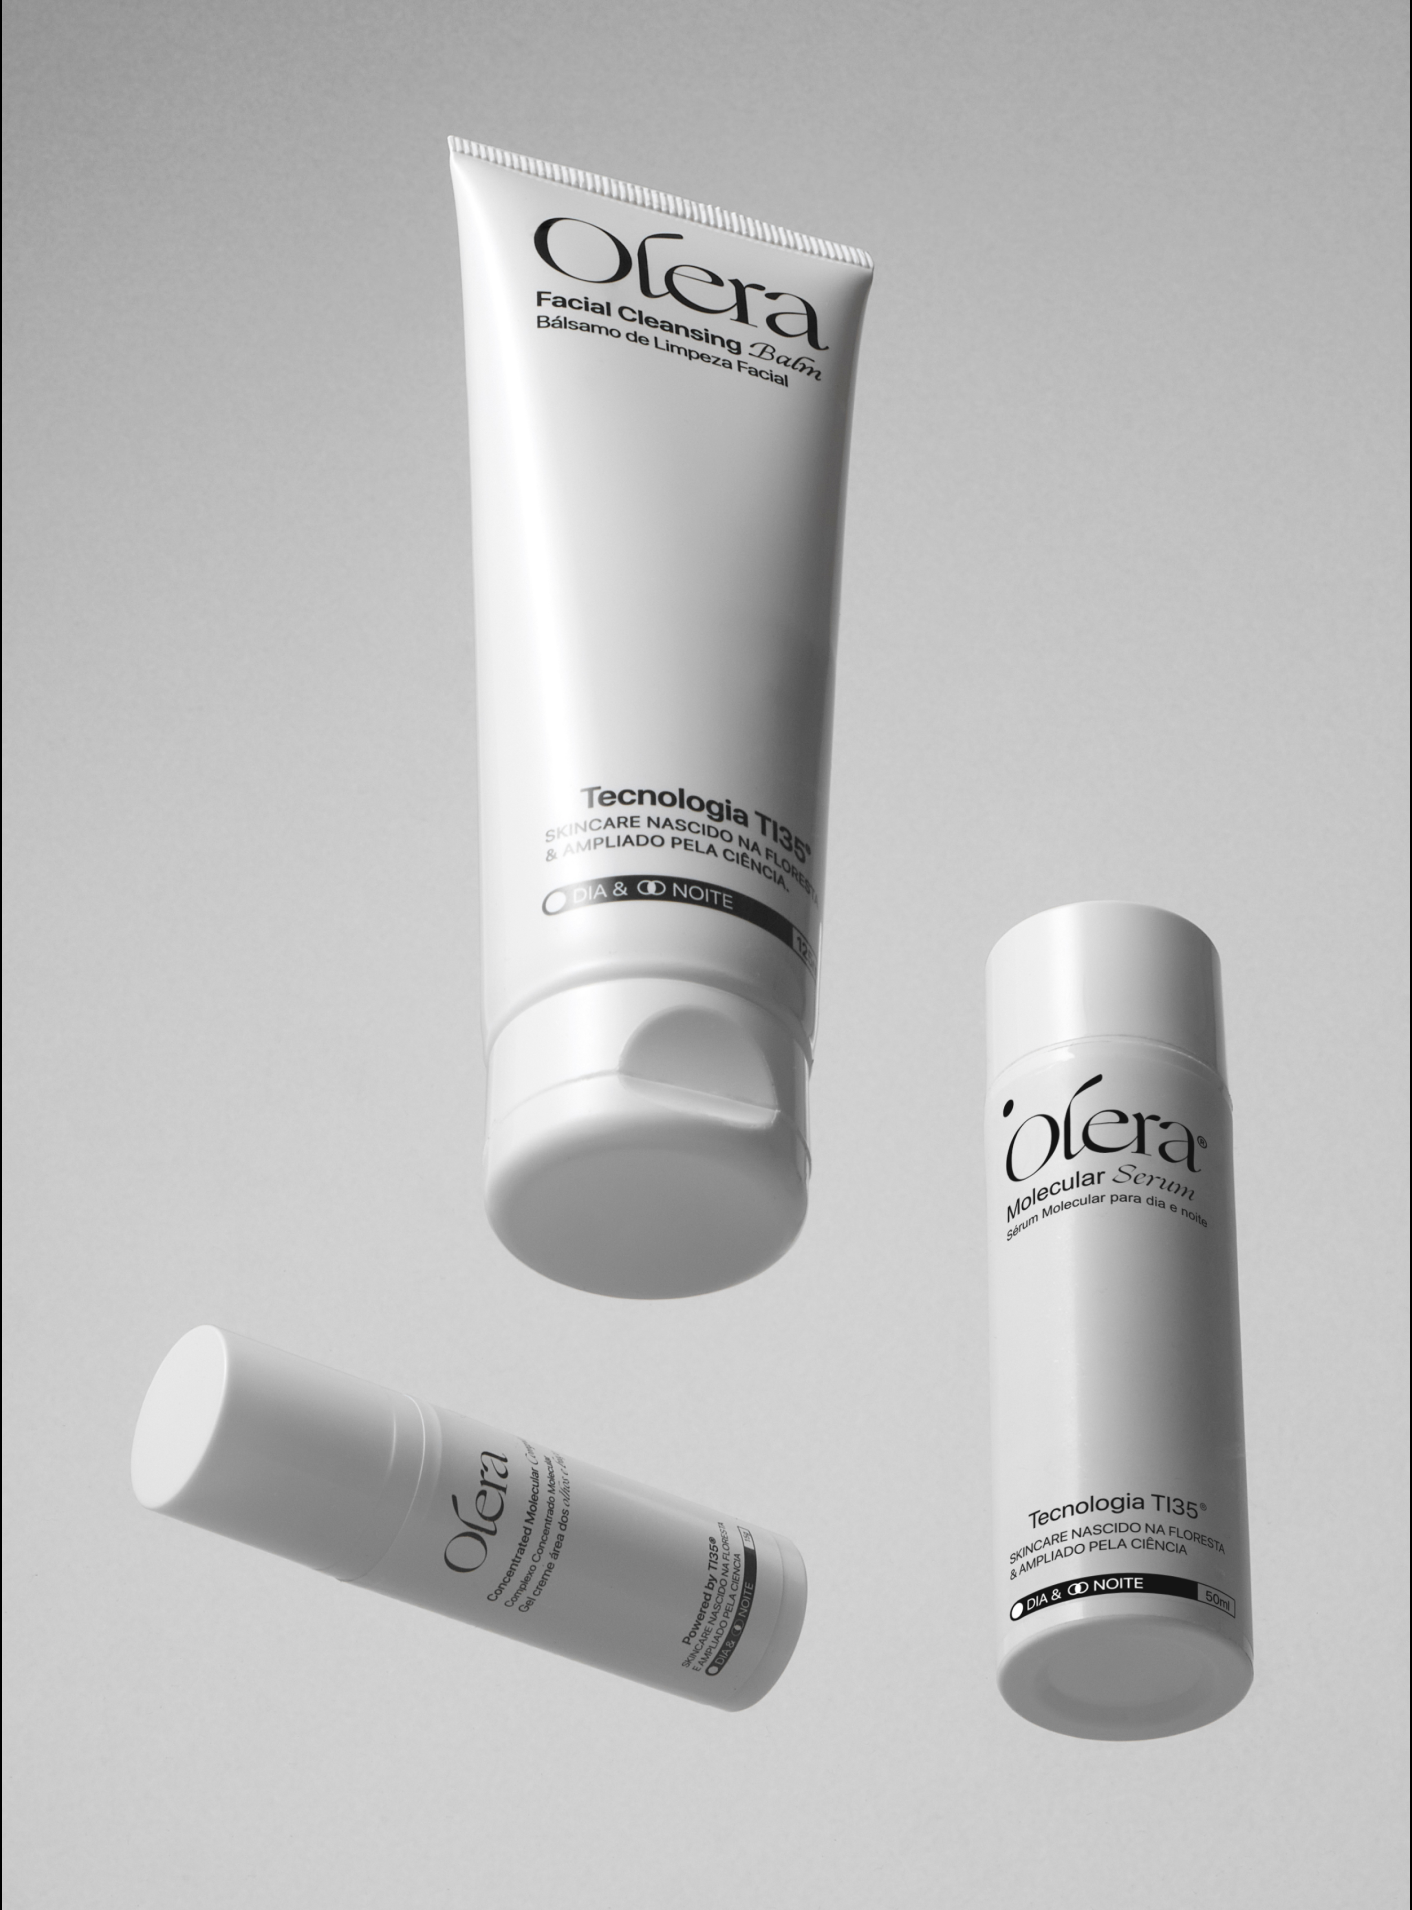 Olera
Facial Cleansing Balm
Bálsamo de Limpeza Facial
Tecnologia TI35®
SKINCARE NASCIDO NA FLORESTA
& AMPLIADO PELA CIÊNCIA.
DIA & NOITE
Olera®
Molecular Serum
Sérum Molecular para dia e noite
Tecnologia TI35®
SKINCARE NASCIDO NA FLORESTA
& AMPLIADO PELA CIÊNCIA
DIA & NOITE 50ml
Olera
Concentrated Molecular
Complexo Concentrado Molecular
Gel creme área dos olhos e
Powered by TI35®
SKINCARE NASCIDO NA FLORESTA
E AMPLIADO PELA CIENCIA
DIA & NOITE